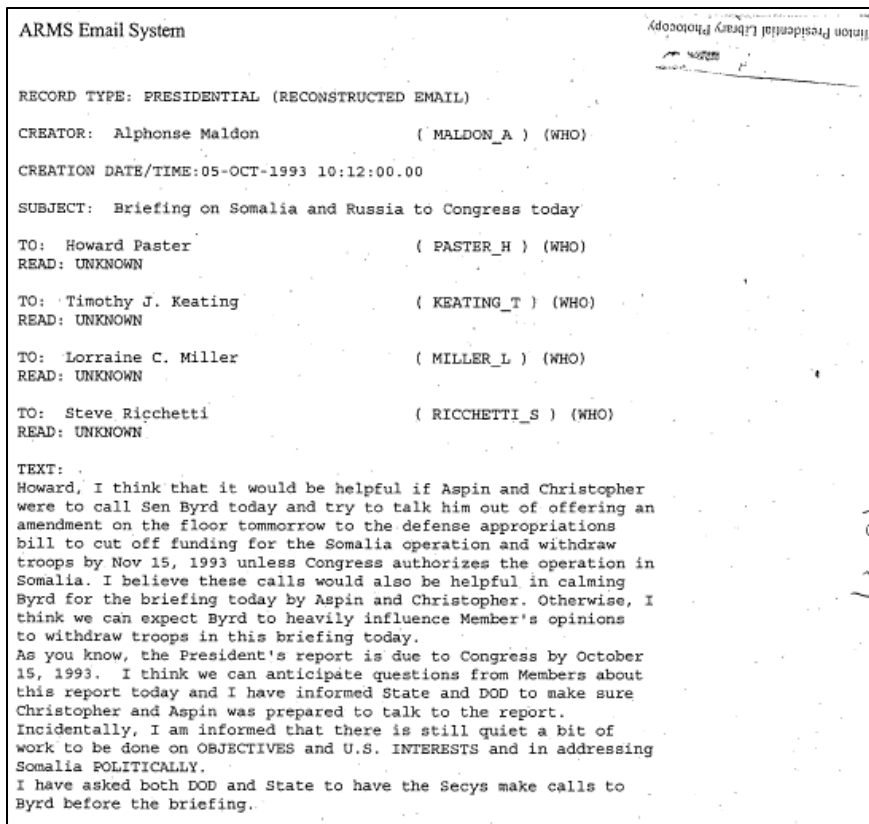 ARMS Email System
linton Presidential Library Photocopy
RECORD TYPE: PRESIDENTIAL (RECONSTRUCTED EMAIL)
CREATOR: Alphonse Maldon ( MALDON_A ) (WHO)
CREATION DATE/TIME:05-OCT-1993 10:12:00.00
SUBJECT: Briefing on Somalia and Russia to Congress today
TO: Howard Paster ( PASTER_H ) (WHO)
READ: UNKNOWN
TO: Timothy J. Keating ( KEATING_T ) (WHO)
READ: UNKNOWN
TO: Lorraine C. Miller ( MILLER_L ) (WHO)
READ: UNKNOWN
TO: Steve Ricchetti ( RICCHETTI_S ) (WHO)
READ: UNKNOWN
TEXT:
Howard, I think that it would be helpful if Aspin and Christopher
were to call Sen Byrd today and try to talk him out of offering an
amendment on the floor tommorrow to the defense appropriations
bill to cut off funding for the Somalia operation and withdraw
troops by Nov 15, 1993 unless Congress authorizes the operation in
Somalia. I believe these calls would also be helpful in calming
Byrd for the briefing today by Aspin and Christopher. Otherwise, I
think we can expect Byrd to heavily influence Member's opinions
to withdraw troops in this briefing today.
As you know, the President's report is due to Congress by October
15, 1993. I think we can anticipate questions from Members about
this report today and I have informed State and DOD to make sure
Christopher and Aspin was prepared to talk to the report.
Incidentally, I am informed that there is still quiet a bit of
work to be done on OBJECTIVES and U.S. INTERESTS and in addressing
Somalia POLITICALLY.
I have asked both DOD and State to have the Secys make calls to
Byrd before the briefing.